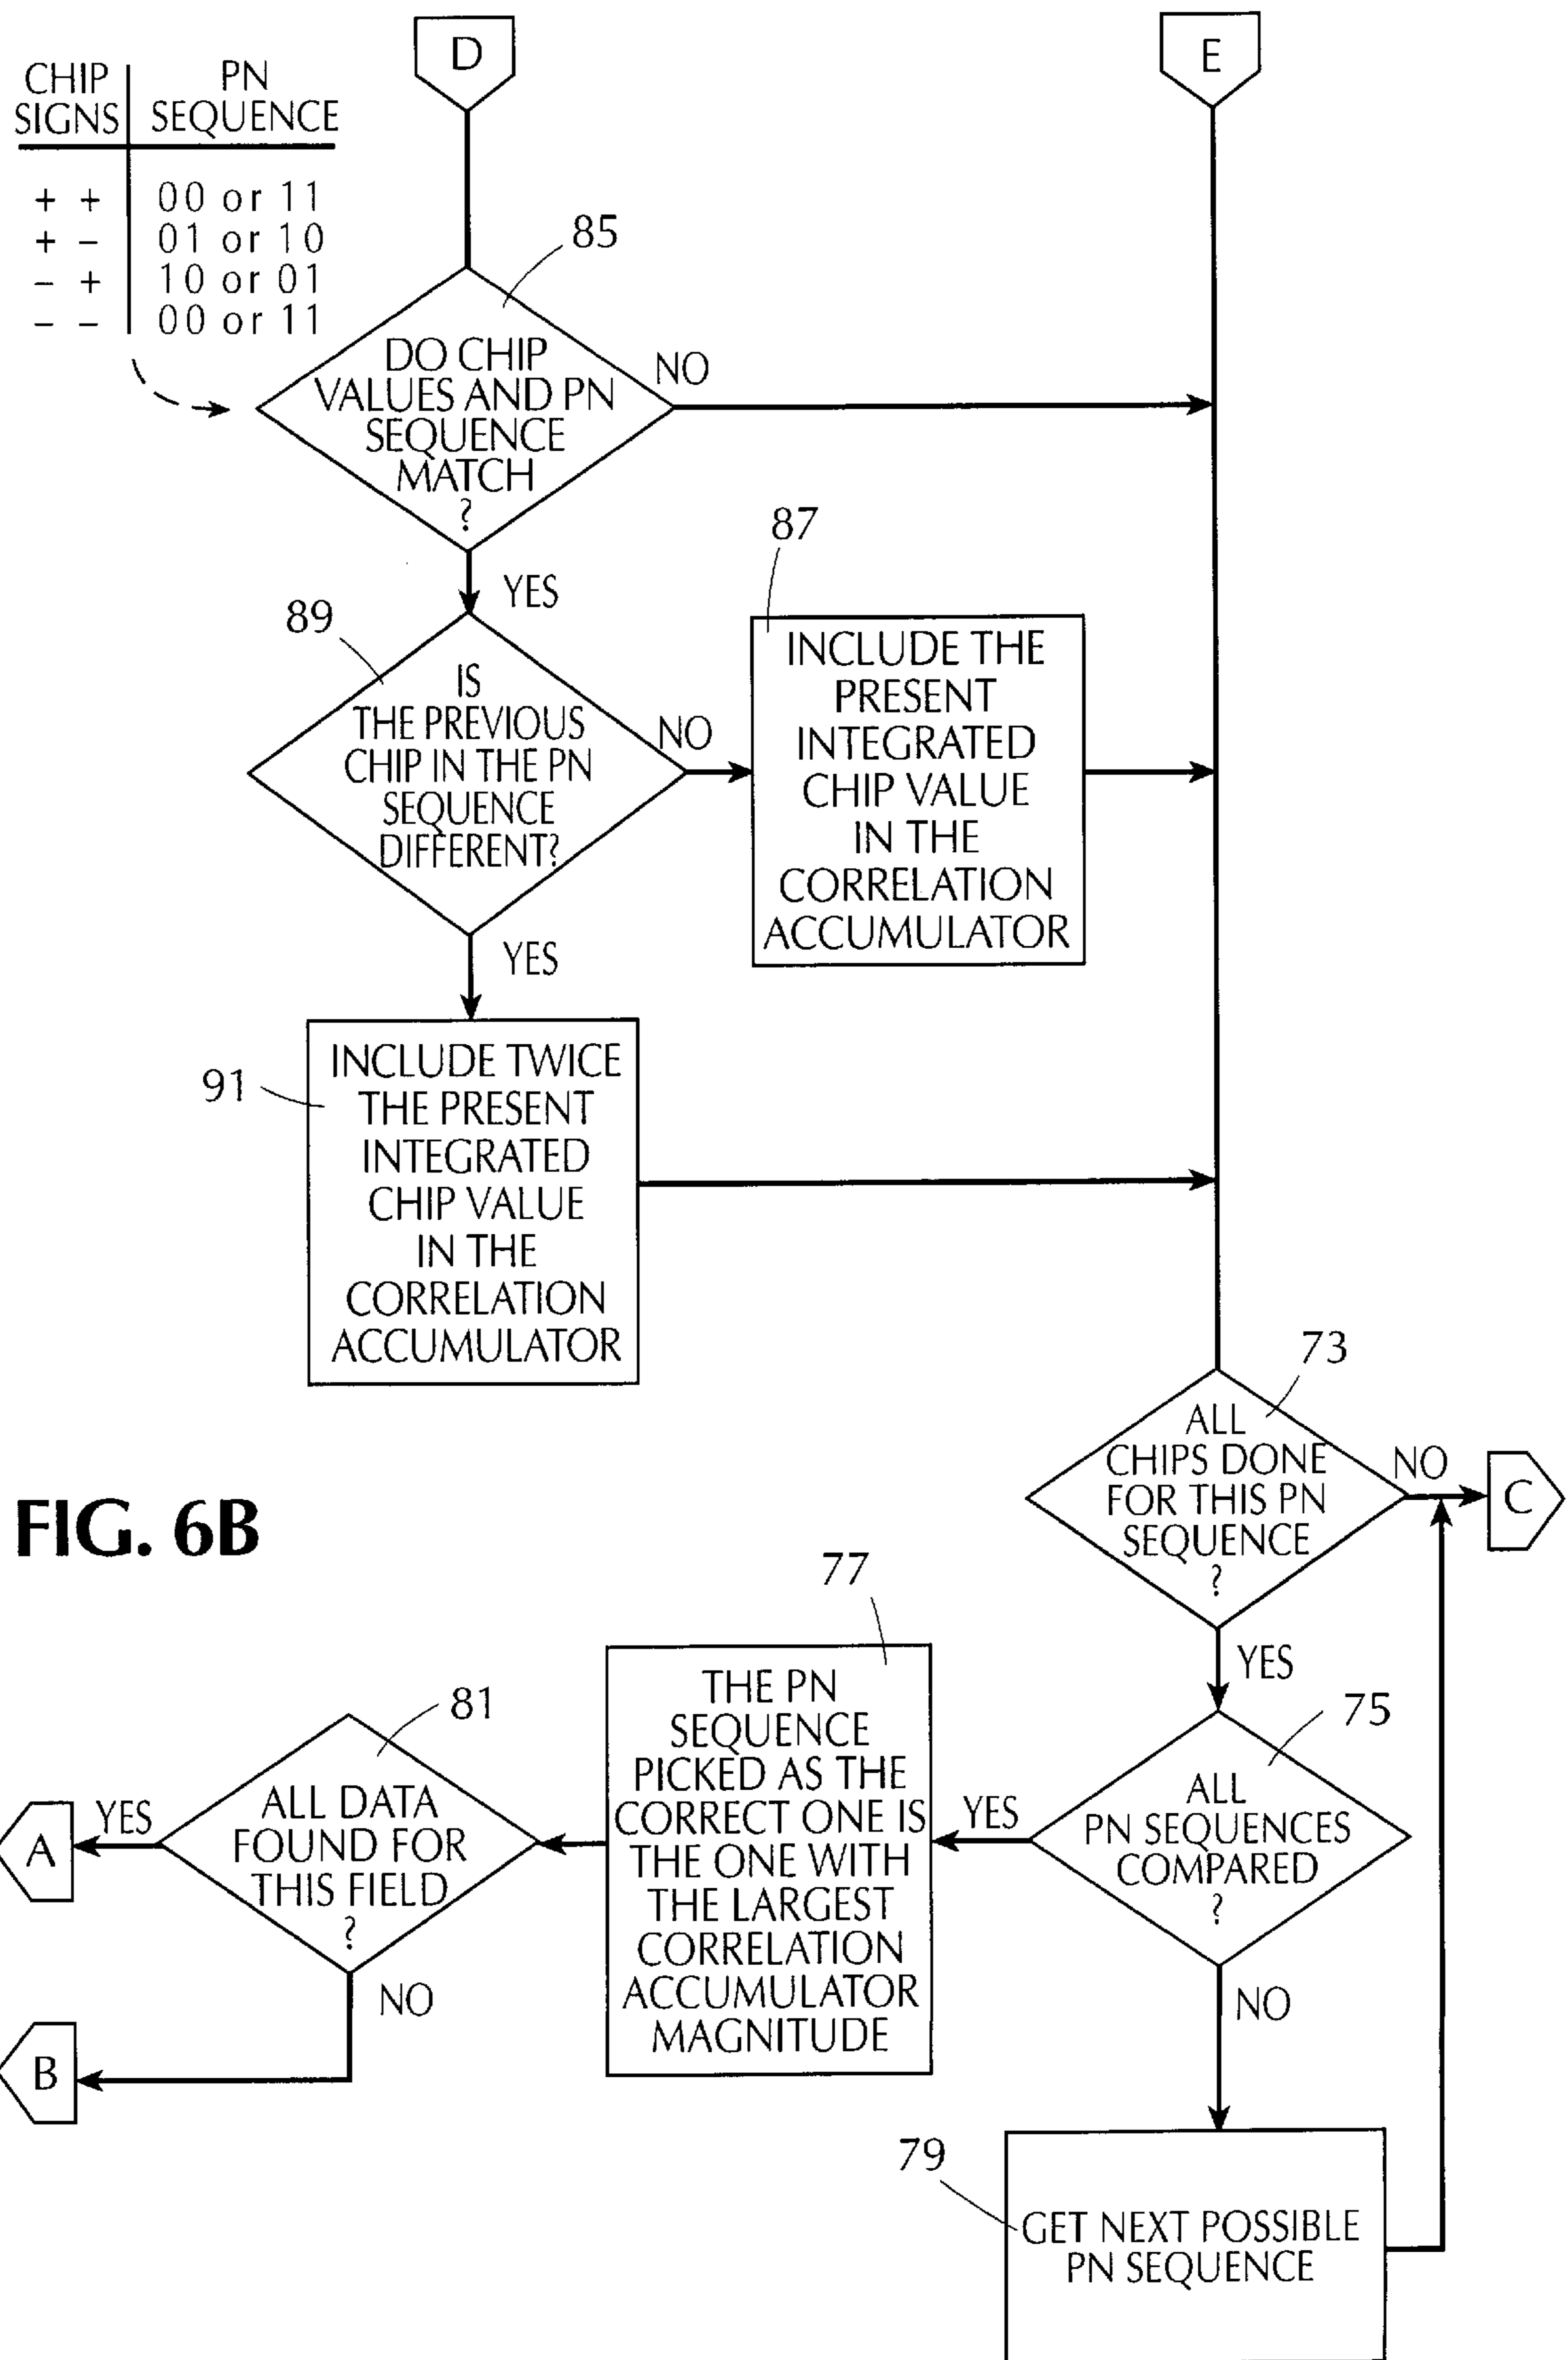 D
E
CHIP SIGNS
PN SEQUENCE
+ + 00 or 11
+ − 01 or 10
− + 10 or 01
− − 00 or 11
85
DO CHIP
VALUES AND PN
SEQUENCE
MATCH
?
NO
YES
89
IS
THE PREVIOUS
CHIP IN THE PN
SEQUENCE
DIFFERENT?
NO
YES
87
INCLUDE THE
PRESENT
INTEGRATED
CHIP VALUE
IN THE
CORRELATION
ACCUMULATOR
91
INCLUDE TWICE
THE PRESENT
INTEGRATED
CHIP VALUE
IN THE
CORRELATION
ACCUMULATOR
73
ALL
CHIPS DONE
FOR THIS PN
SEQUENCE
?
NO
C
YES
FIG. 6B
75
ALL
PN SEQUENCES
COMPARED
?
YES
NO
77
THE PN
SEQUENCE
PICKED AS THE
CORRECT ONE IS
THE ONE WITH
THE LARGEST
CORRELATION
ACCUMULATOR
MAGNITUDE
81
ALL DATA
FOUND FOR
THIS FIELD
?
YES
A
NO
B
79
GET NEXT POSSIBLE
PN SEQUENCE